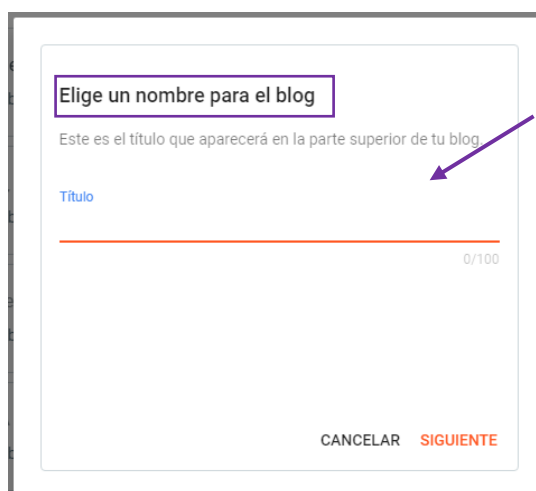 Elige un nombre para el blog
Este es el título que aparecerá en la parte superior de tu blog.
Título
0/100
CANCELAR SIGUIENTE